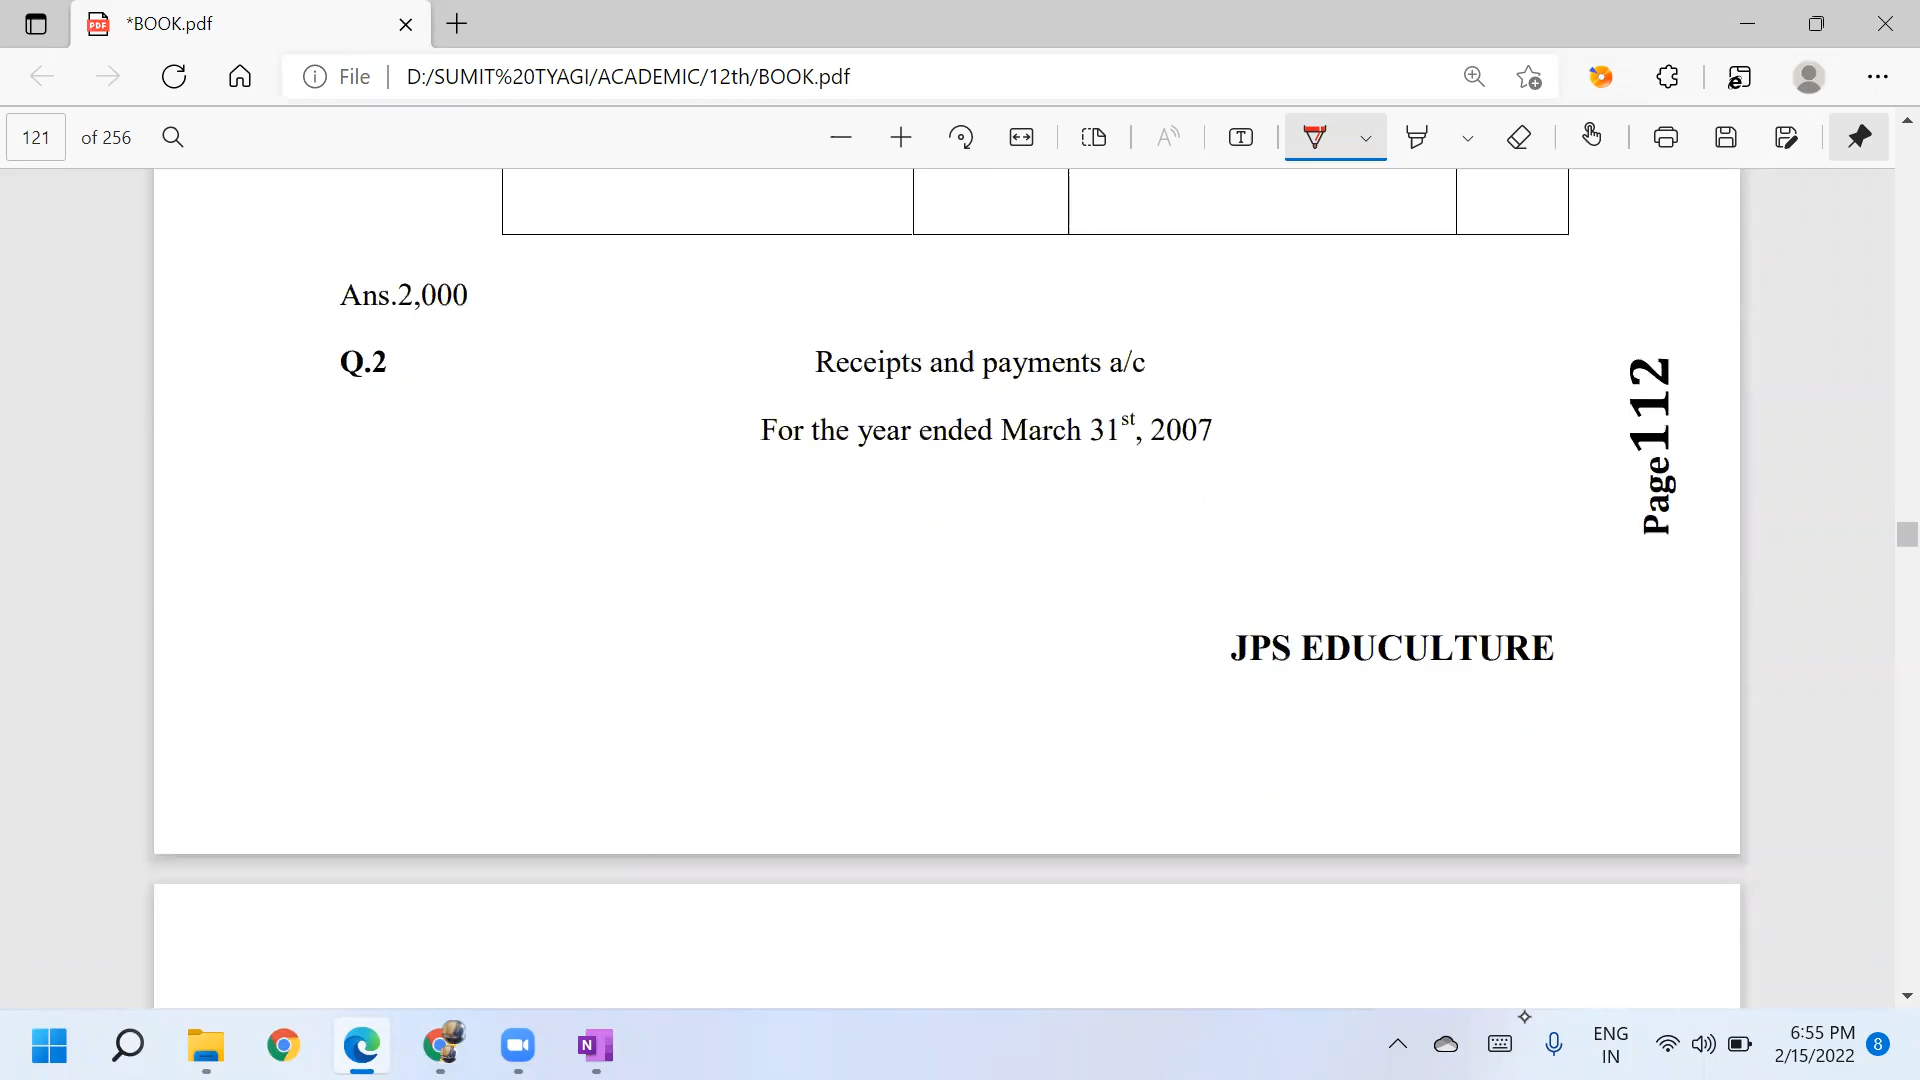 *BOOK.pdf
File
D:/SUMIT%20TYAGI/ACADEMIC/12th/BOOK.pdf
121 of 256
Ans.2,000
Q.2 Receipts and payments a/c
For the year ended March 31st, 2007
Page112
JPS EDUCULTURE
ENG
IN
6:55 PM
2/15/2022
8